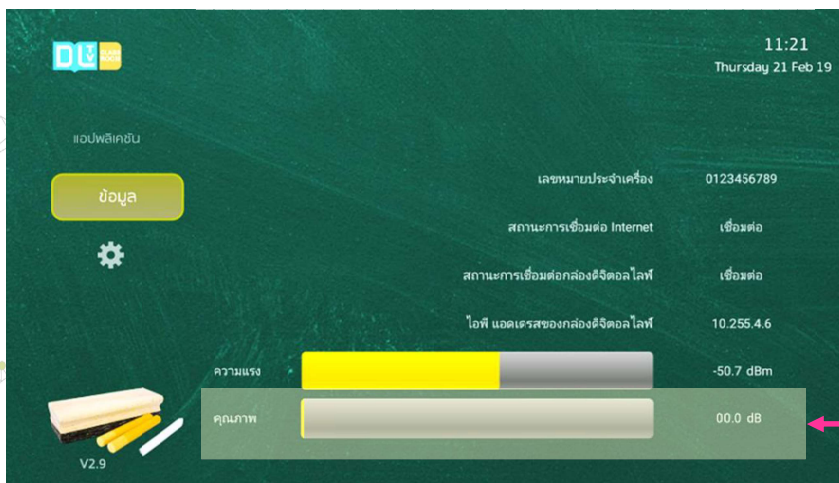 DLTV
CLASS
ROOM
11:21
Thursday 21 Feb 19
แอปพลิเคชัน
ข้อมูล
เลขหมายประจำเครื่อง 0123456789
สถานะการเชื่อมต่อ Internet เชื่อมต่อ
สถานะการเชื่อมต่อกล่องดิจิตอลไลฟ์ เชื่อมต่อ
ไอพี แอดเดรสของกล่องดิจิตอลไลฟ์ 10.255.4.6
ความแรง -50.7 dBm
คุณภาพ 00.0 dB
V2.9